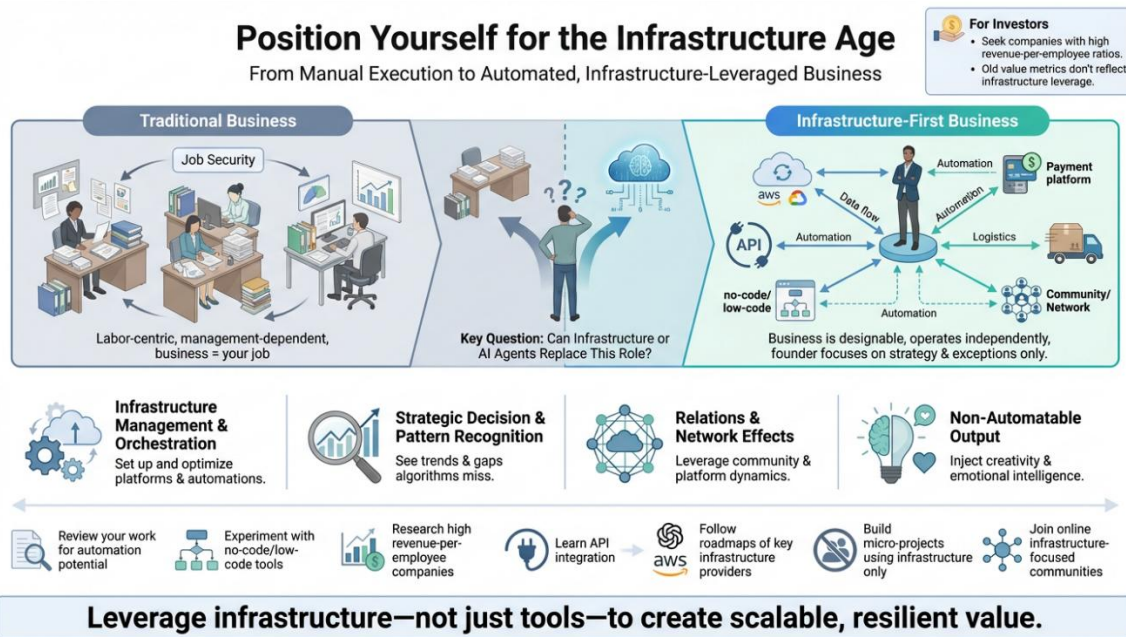 Position Yourself for the Infrastructure Age
From Manual Execution to Automated, Infrastructure-Leveraged Business
For Investors
• Seek companies with high
revenue-per-employee ratios.
• Old value metrics don't reflect
infrastructure leverage.
Traditional Business
Job Security
Labor-centric, management-dependent,
business = your job
???
Key Question: Can Infrastructure or
AI Agents Replace This Role?
Infrastructure-First Business
aws
Data flow
Automation
Automation
$
Payment
platform
API
Automation
Logistics
no-code/
low-code
Automation
Community/
Network
Business is designable, operates independently,
founder focuses on strategy & exceptions only.
Infrastructure
Management &
Orchestration
Set up and optimize
platforms & automations.
Strategic Decision &
Pattern Recognition
See trends & gaps
algorithms miss.
Relations &
Network Effects
Leverage community &
platform dynamics.
Non-Automatable
Output
Inject creativity &
emotional intelligence.
Review your work
for automation
potential
Experiment with
no-code/low-
code tools
$
Research high
revenue-per-
employee
companies
Learn API
integration
aws
Follow
roadmaps of key
infrastructure
providers
Build
micro-projects
using infrastructure
only
Join online
infrastructure-
focused
communities
Leverage infrastructure—not just tools—to create scalable, resilient value.